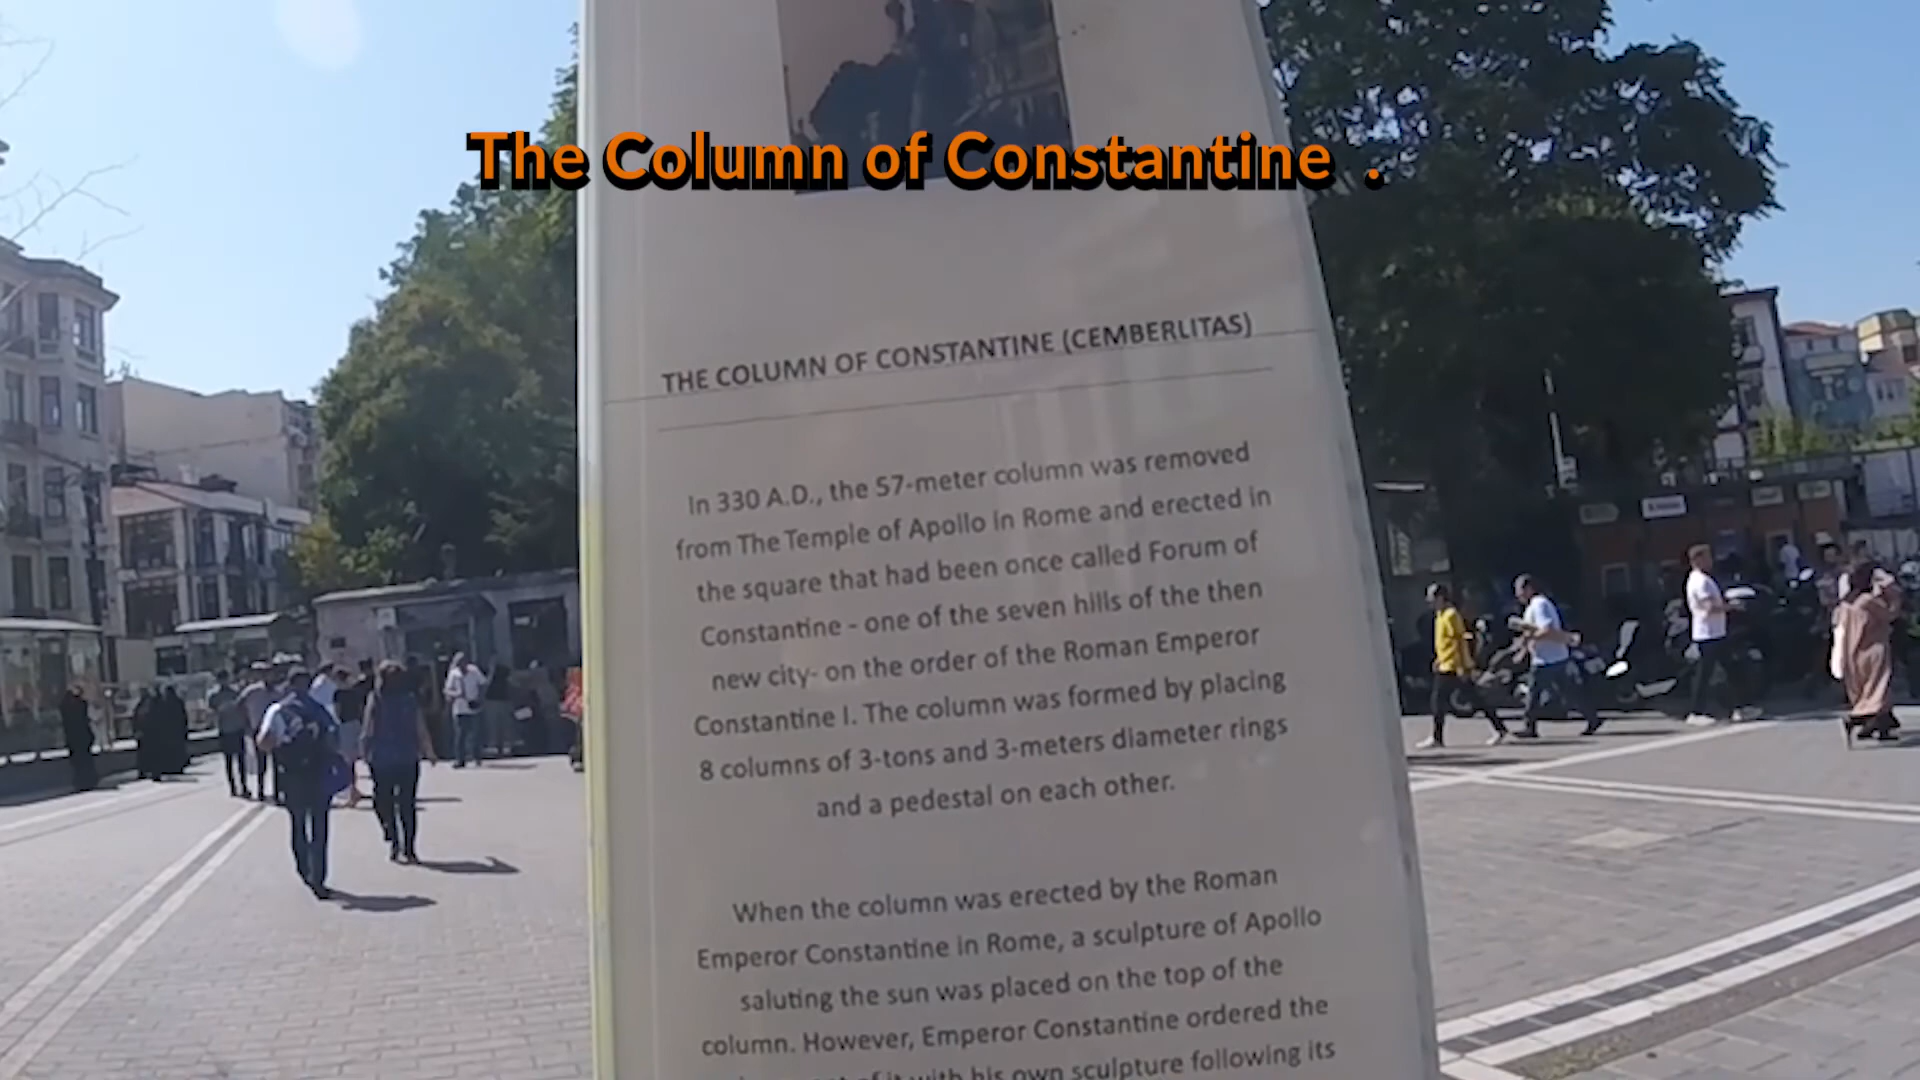 The Column of Constantine .
THE COLUMN OF CONSTANTINE (CEMBERLITAS)
In 330 A.D., the 57-meter column was removed
from The Temple of Apollo in Rome and erected in
the square that had been once called Forum of
Constantine - one of the seven hills of the then
new city- on the order of the Roman Emperor
Constantine I. The column was formed by placing
8 columns of 3-tons and 3-meters diameter rings
and a pedestal on each other.
When the column was erected by the Roman
Emperor Constantine in Rome, a sculpture of Apollo
saluting the sun was placed on the top of the
column. However, Emperor Constantine ordered the
of it with his own sculpture following its